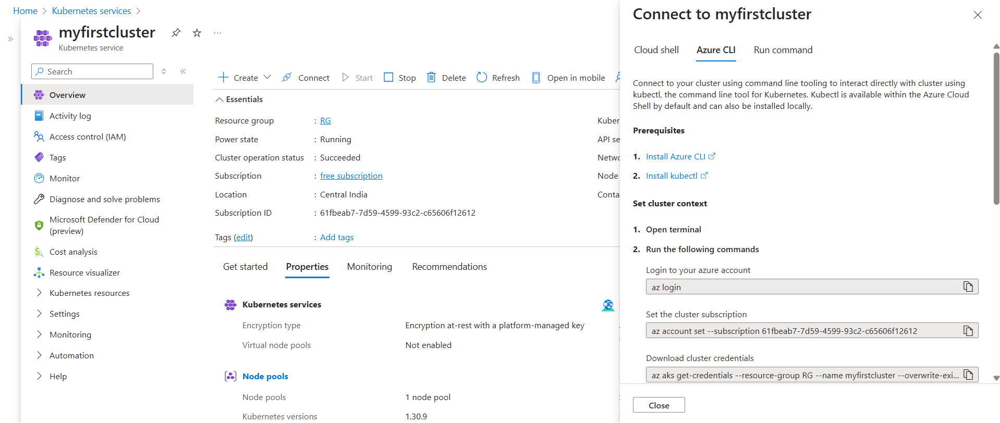 Home > Kubernetes services >
myfirstcluster
Kubernetes service
Search
Overview
Activity log
Access control (IAM)
Tags
Monitor
Diagnose and solve problems
Microsoft Defender for Cloud
(preview)
Cost analysis
Resource visualizer
Kubernetes resources
Settings
Monitoring
Automation
Help
Create
Connect
Start
Stop
Delete
Refresh
Open in mobile
Essentials
Resource group : RG
Power state : Running
Cluster operation status : Succeeded
Subscription : free subscription
Location : Central India
Subscription ID : 61fbeab7-7d59-4599-93c2-c65606f12612
Tags (edit) : Add tags
Kuber
API se
Netwo
Node
Conta
Get started
Properties
Monitoring
Recommendations
Kubernetes services
Encryption type Encryption at-rest with a platform-managed key
Virtual node pools Not enabled
Node pools
Node pools 1 node pool
Kubernetes versions 1.30.9
Connect to myfirstcluster
Cloud shell
Azure CLI
Run command
Connect to your cluster using command line tooling to interact directly with cluster using
kubectl, the command line tool for Kubernetes. Kubectl is available within the Azure Cloud
Shell by default and can also be installed locally.
Prerequisites
1. Install Azure CLI
2. Install kubectl
Set cluster context
1. Open terminal
2. Run the following commands
Login to your azure account
az login
Set the cluster subscription
az account set --subscription 61fbeab7-7d59-4599-93c2-c65606f12612
Download cluster credentials
az aks get-credentials --resource-group RG --name myfirstcluster --overwrite-exi...
Close